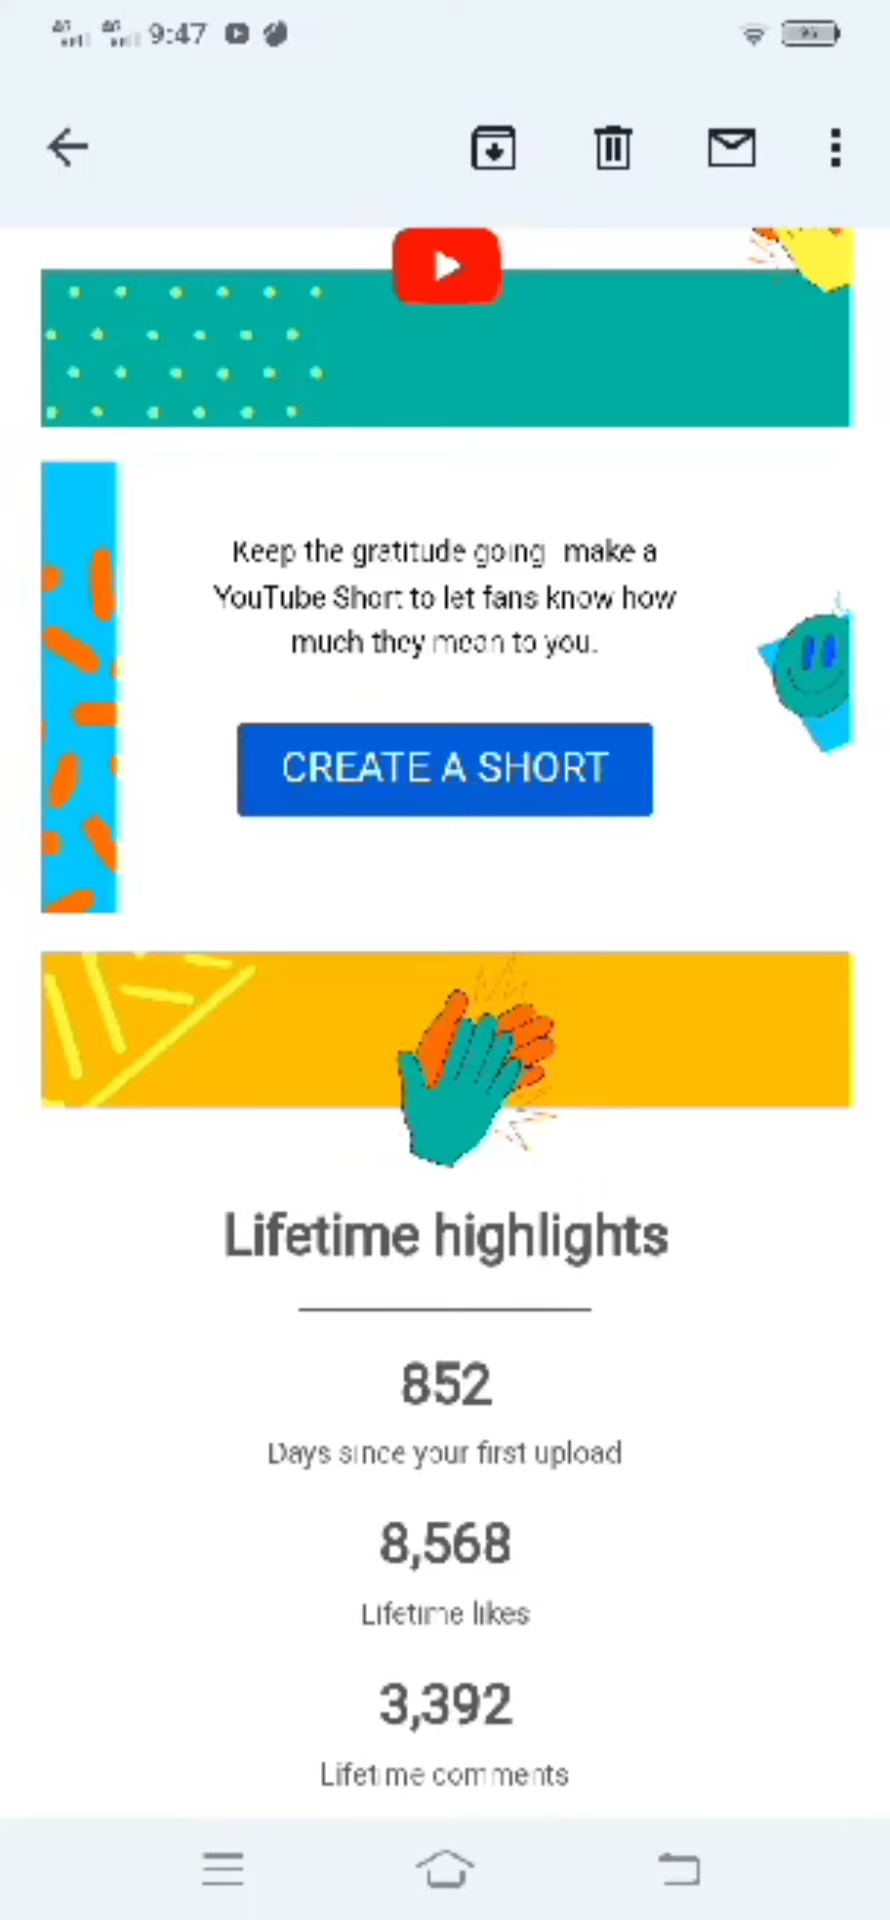 9:47
Keep the gratitude going make a
YouTube Short to let fans know how
much they mean to you.
CREATE A SHORT
Lifetime highlights
852
Days since your first upload
8,568
Lifetime likes
3,392
Lifetime comments